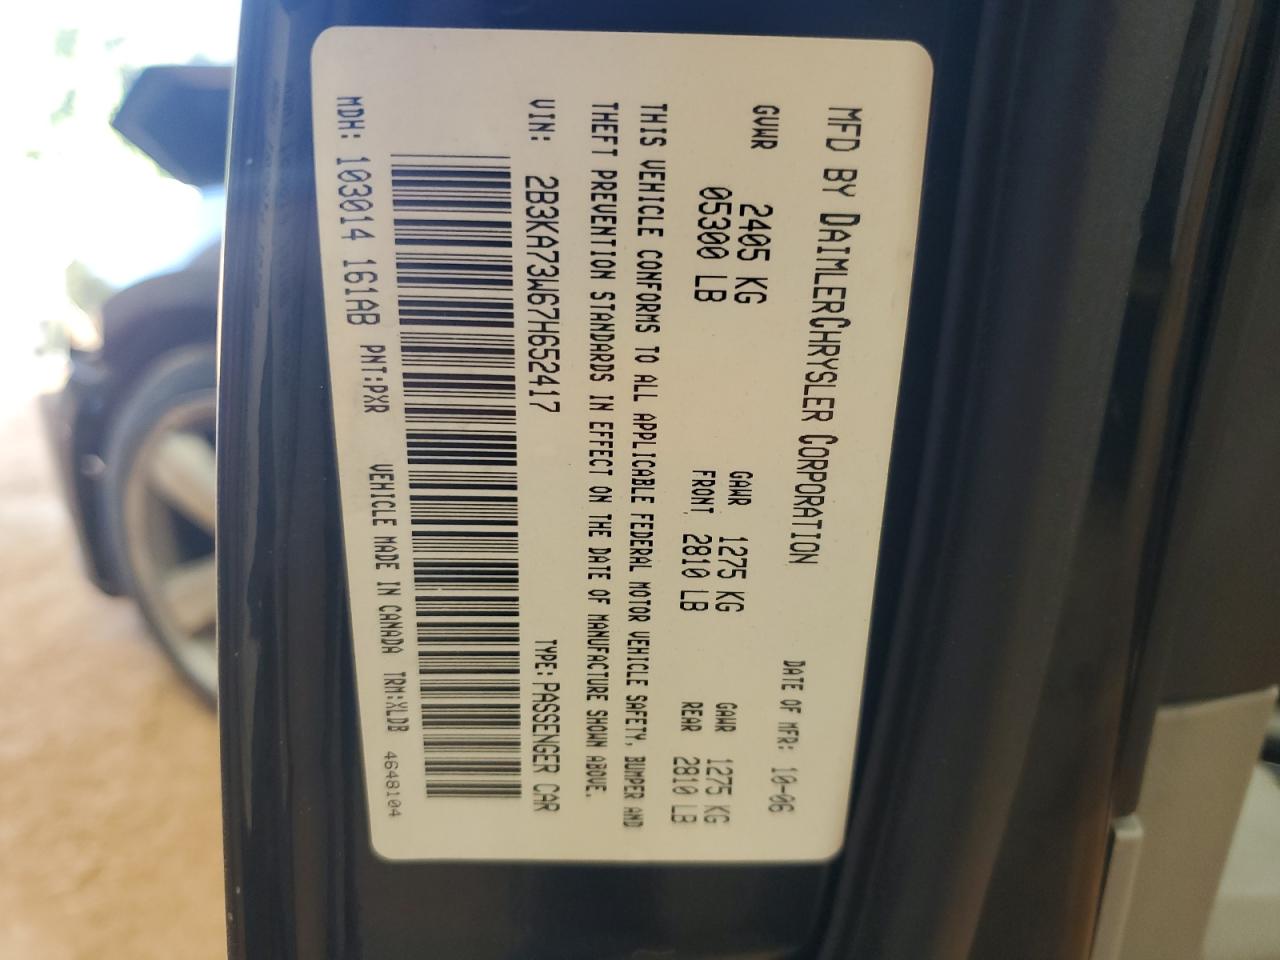 MFD BY DAIMLERCHRYSLER CORPORATION DATE OF MFR: 10-06
GVWR 2405 KG GAWR 1275 KG GAWR 1275 KG
05300 LB FRONT 2810 LB REAR 2810 LB
THIS VEHICLE CONFORMS TO ALL APPLICABLE FEDERAL MOTOR VEHICLE SAFETY, BUMPER AND
THEFT PREVENTION STANDARDS IN EFFECT ON THE DATE OF MANUFACTURE SHOWN ABOVE.
VIN: 2B3KA73W67H652417 TYPE: PASSENGER CAR
MDH: 103014 161AB PNT:PXR VEHICLE MADE IN CANADA TRM:XLDB 4648104